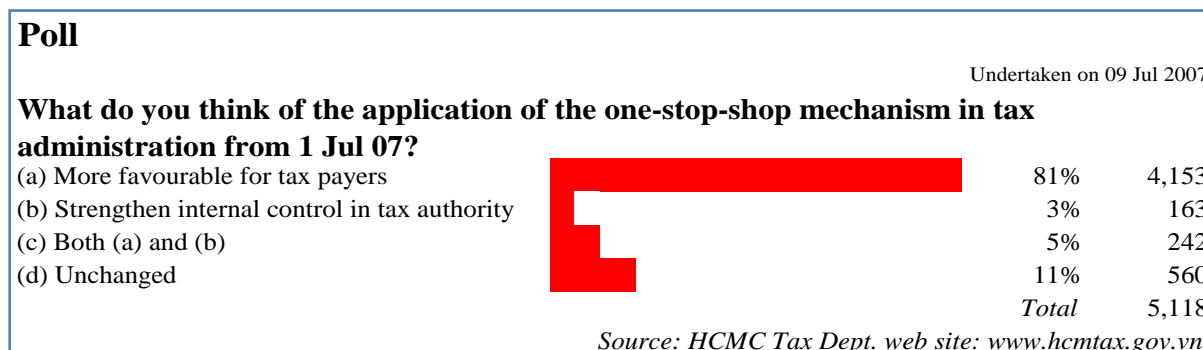 Poll
Undertaken on 09 Jul 2007
What do you think of the application of the one-stop-shop mechanism in tax
administration from 1 Jul 07?
(a) More favourable for tax payers 81% 4,153
(b) Strengthen internal control in tax authority 3% 163
(c) Both (a) and (b) 5% 242
(d) Unchanged 11% 560
Total 5,118
Source: HCMC Tax Dept. web site: www.hcmtax.gov.vn